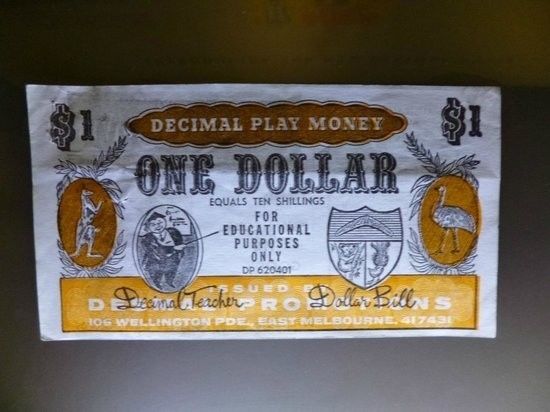 $1 DECIMAL PLAY MONEY $1
ONE DOLLAR
EQUALS TEN SHILLINGS
FOR
EDUCATIONAL
PURPOSES
ONLY
DP 620401
ISSUED
Decimal Teacher Dollar Bill
106 WELLINGTON PDE., EAST MELBOURNE. 417431